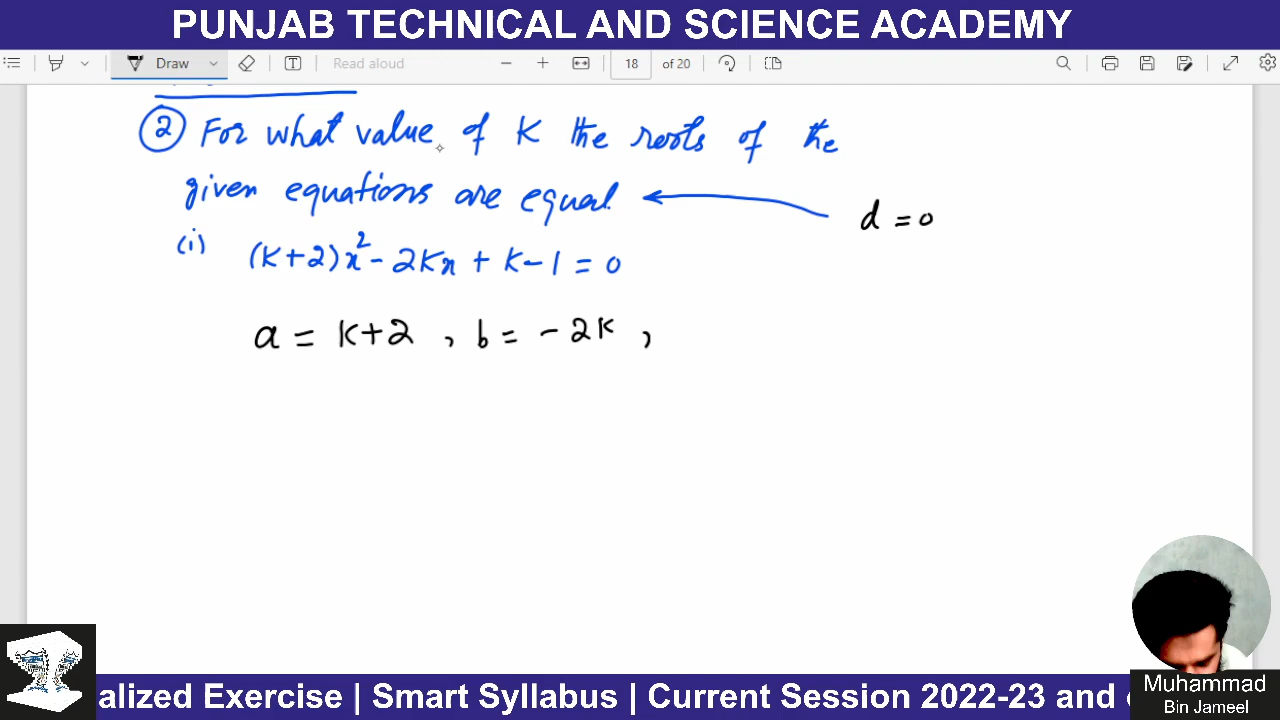 PUNJAB TECHNICAL AND SCIENCE ACADEMY
Draw
Read aloud
18 of 20
② For what value of K the roots of the
given equations are equal.
d = 0
(i) (K+2)x² - 2Kx + K-1 = 0
a = K+2 , b = -2K ,
alized Exercise | Smart Syllabus | Current Session 2022-23 and
Muhammad
Bin Jameel